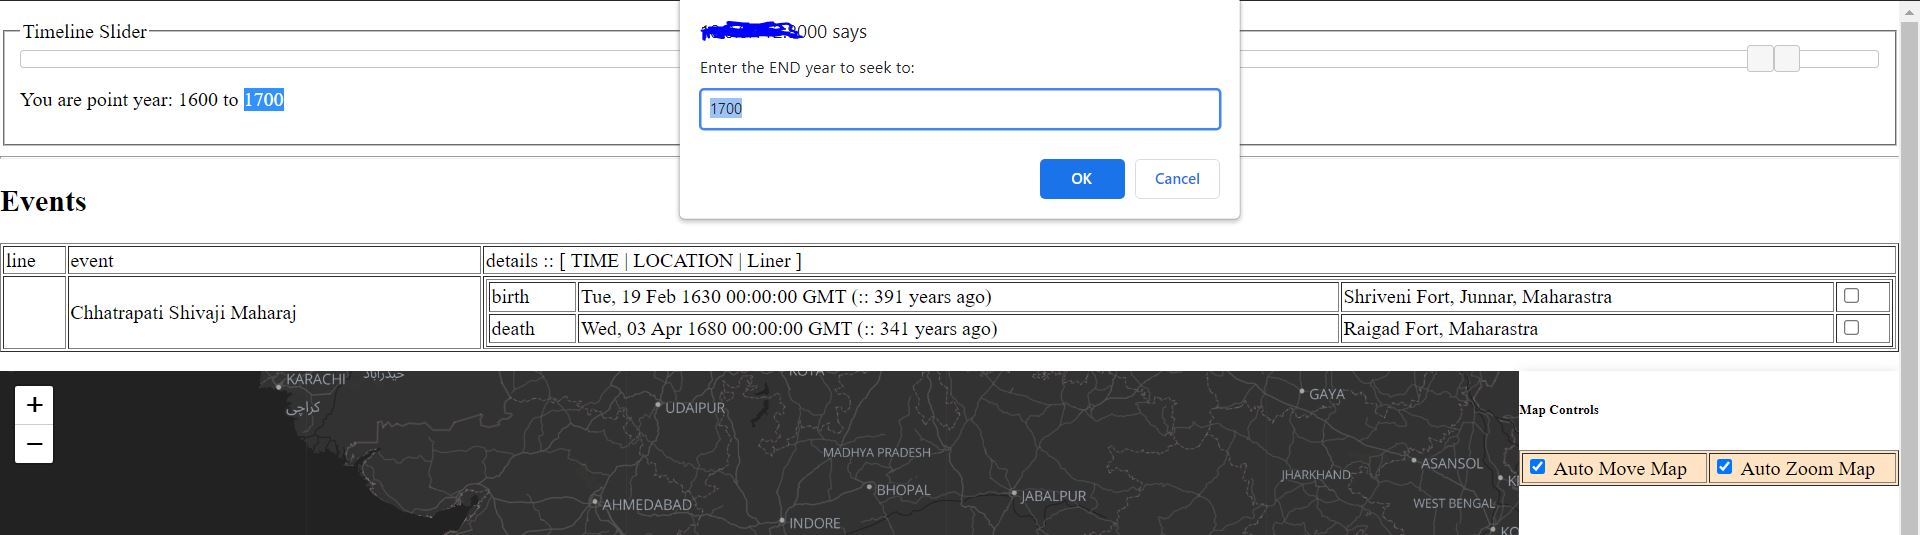 Timeline Slider
You are point year: 1600 to 1700
000 says
Enter the END year to seek to:
1700
OK
Cancel
Events
line event details :: [ TIME | LOCATION | Liner ]
Chhatrapati Shivaji Maharaj
birth Tue, 19 Feb 1630 00:00:00 GMT (:: 391 years ago) Shriveni Fort, Junnar, Maharastra
death Wed, 03 Apr 1680 00:00:00 GMT (:: 341 years ago) Raigad Fort, Maharastra
+
−
KARACHI
کراچی
حیدرآباد
KOTA
UDAIPUR
GAYA
MADHYA PRADESH
BHOPAL
JHARKHAND
ASANSOL
AHMEDABAD
JABALPUR
WEST BENGAL
INDORE
Map Controls
Auto Move Map Auto Zoom Map